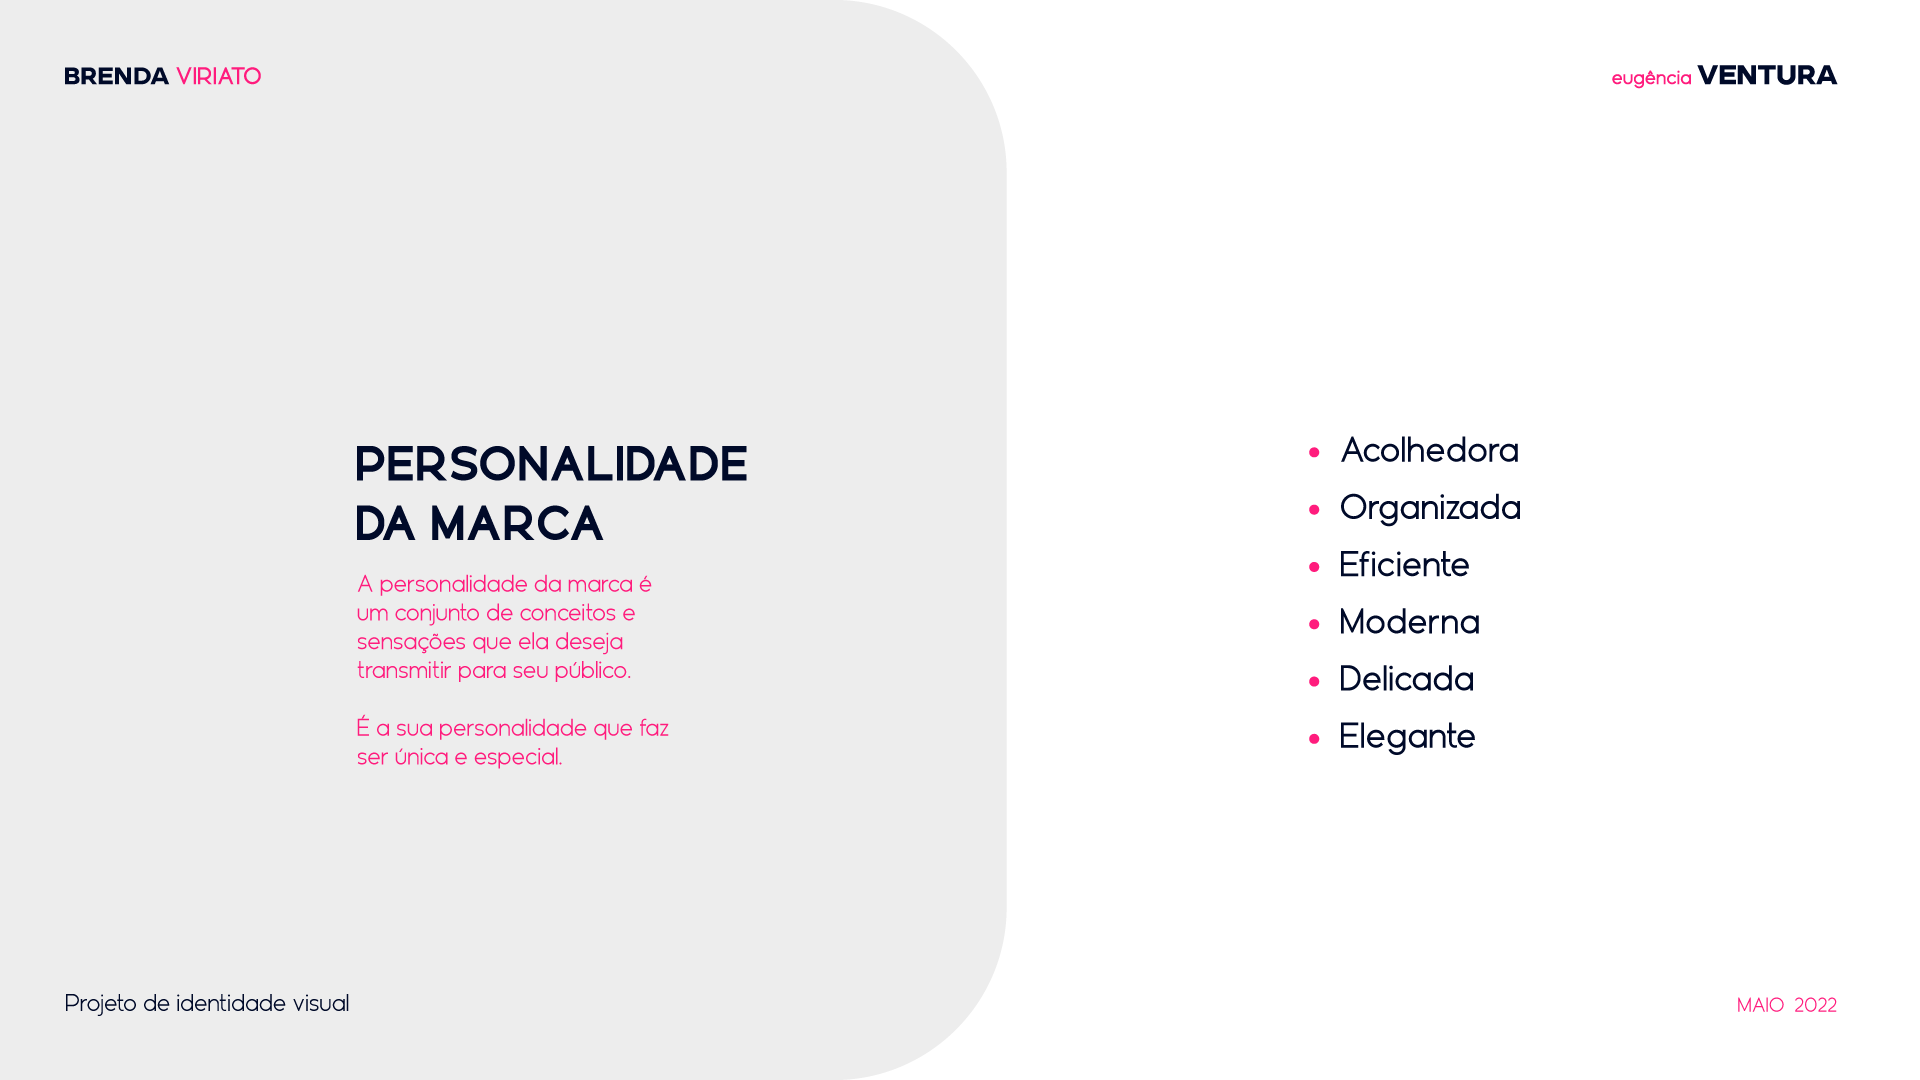 BRENDA VIRIATO
eugência VENTURA
PERSONALIDADE
DA MARCA
A personalidade da marca é
um conjunto de conceitos e
sensações que ela deseja
transmitir para seu público.
É a sua personalidade que faz
ser única e especial.
• Acolhedora
• Organizada
• Eficiente
• Moderna
• Delicada
• Elegante
Projeto de identidade visual
MAIO 2022